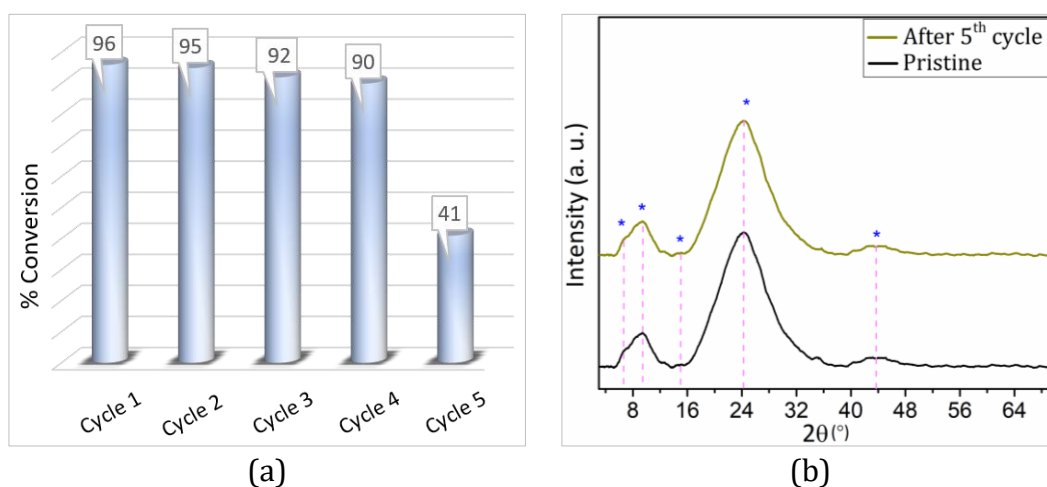 96
95
92
90
41
% Conversion
Cycle 1
Cycle 2
Cycle 3
Cycle 4
Cycle 5
(a)
After 5th cycle
Pristine
*
*
*
*
*
Intensity (a. u.)
8 16 24 32 40 48 56 64
2θ(°)
(b)